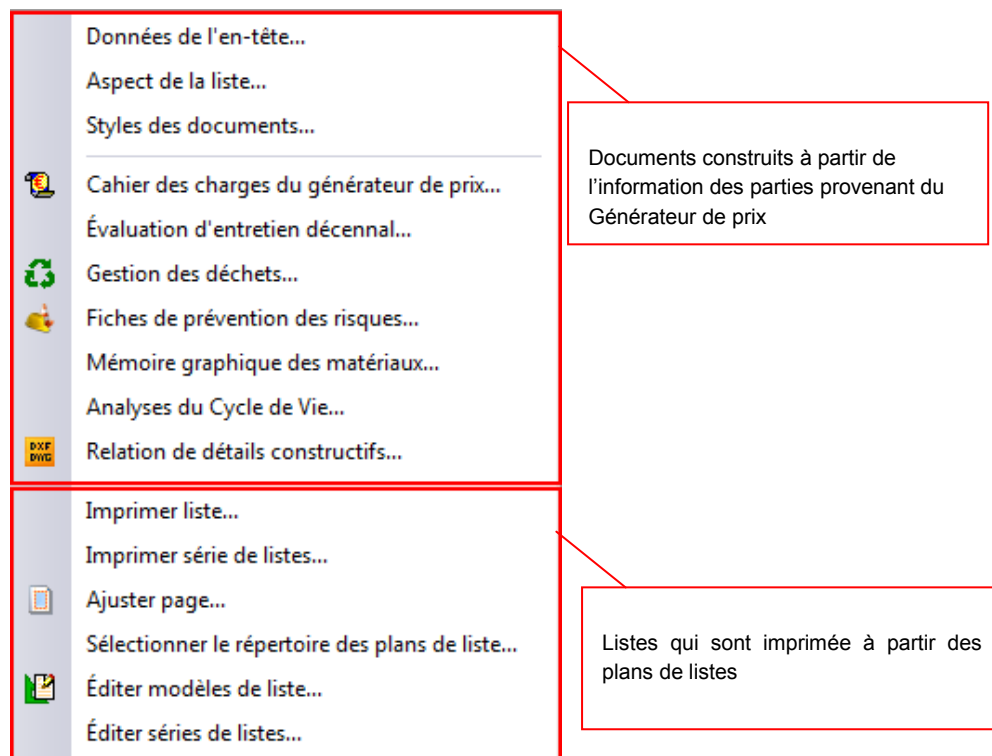 Données de l'en-tête...
Aspect de la liste...
Styles des documents...
Cahier des charges du générateur de prix...
Évaluation d'entretien décennal...
Gestion des déchets...
Fiches de prévention des risques...
Mémoire graphique des matériaux...
Analyses du Cycle de Vie...
DXF
DWG
Relation de détails constructifs...
Documents construits à partir de
l’information des parties provenant du
Générateur de prix
Imprimer liste...
Imprimer série de listes...
Ajuster page...
Sélectionner le répertoire des plans de liste...
Éditer modèles de liste...
Éditer séries de listes...
Listes qui sont imprimée à partir des
plans de listes